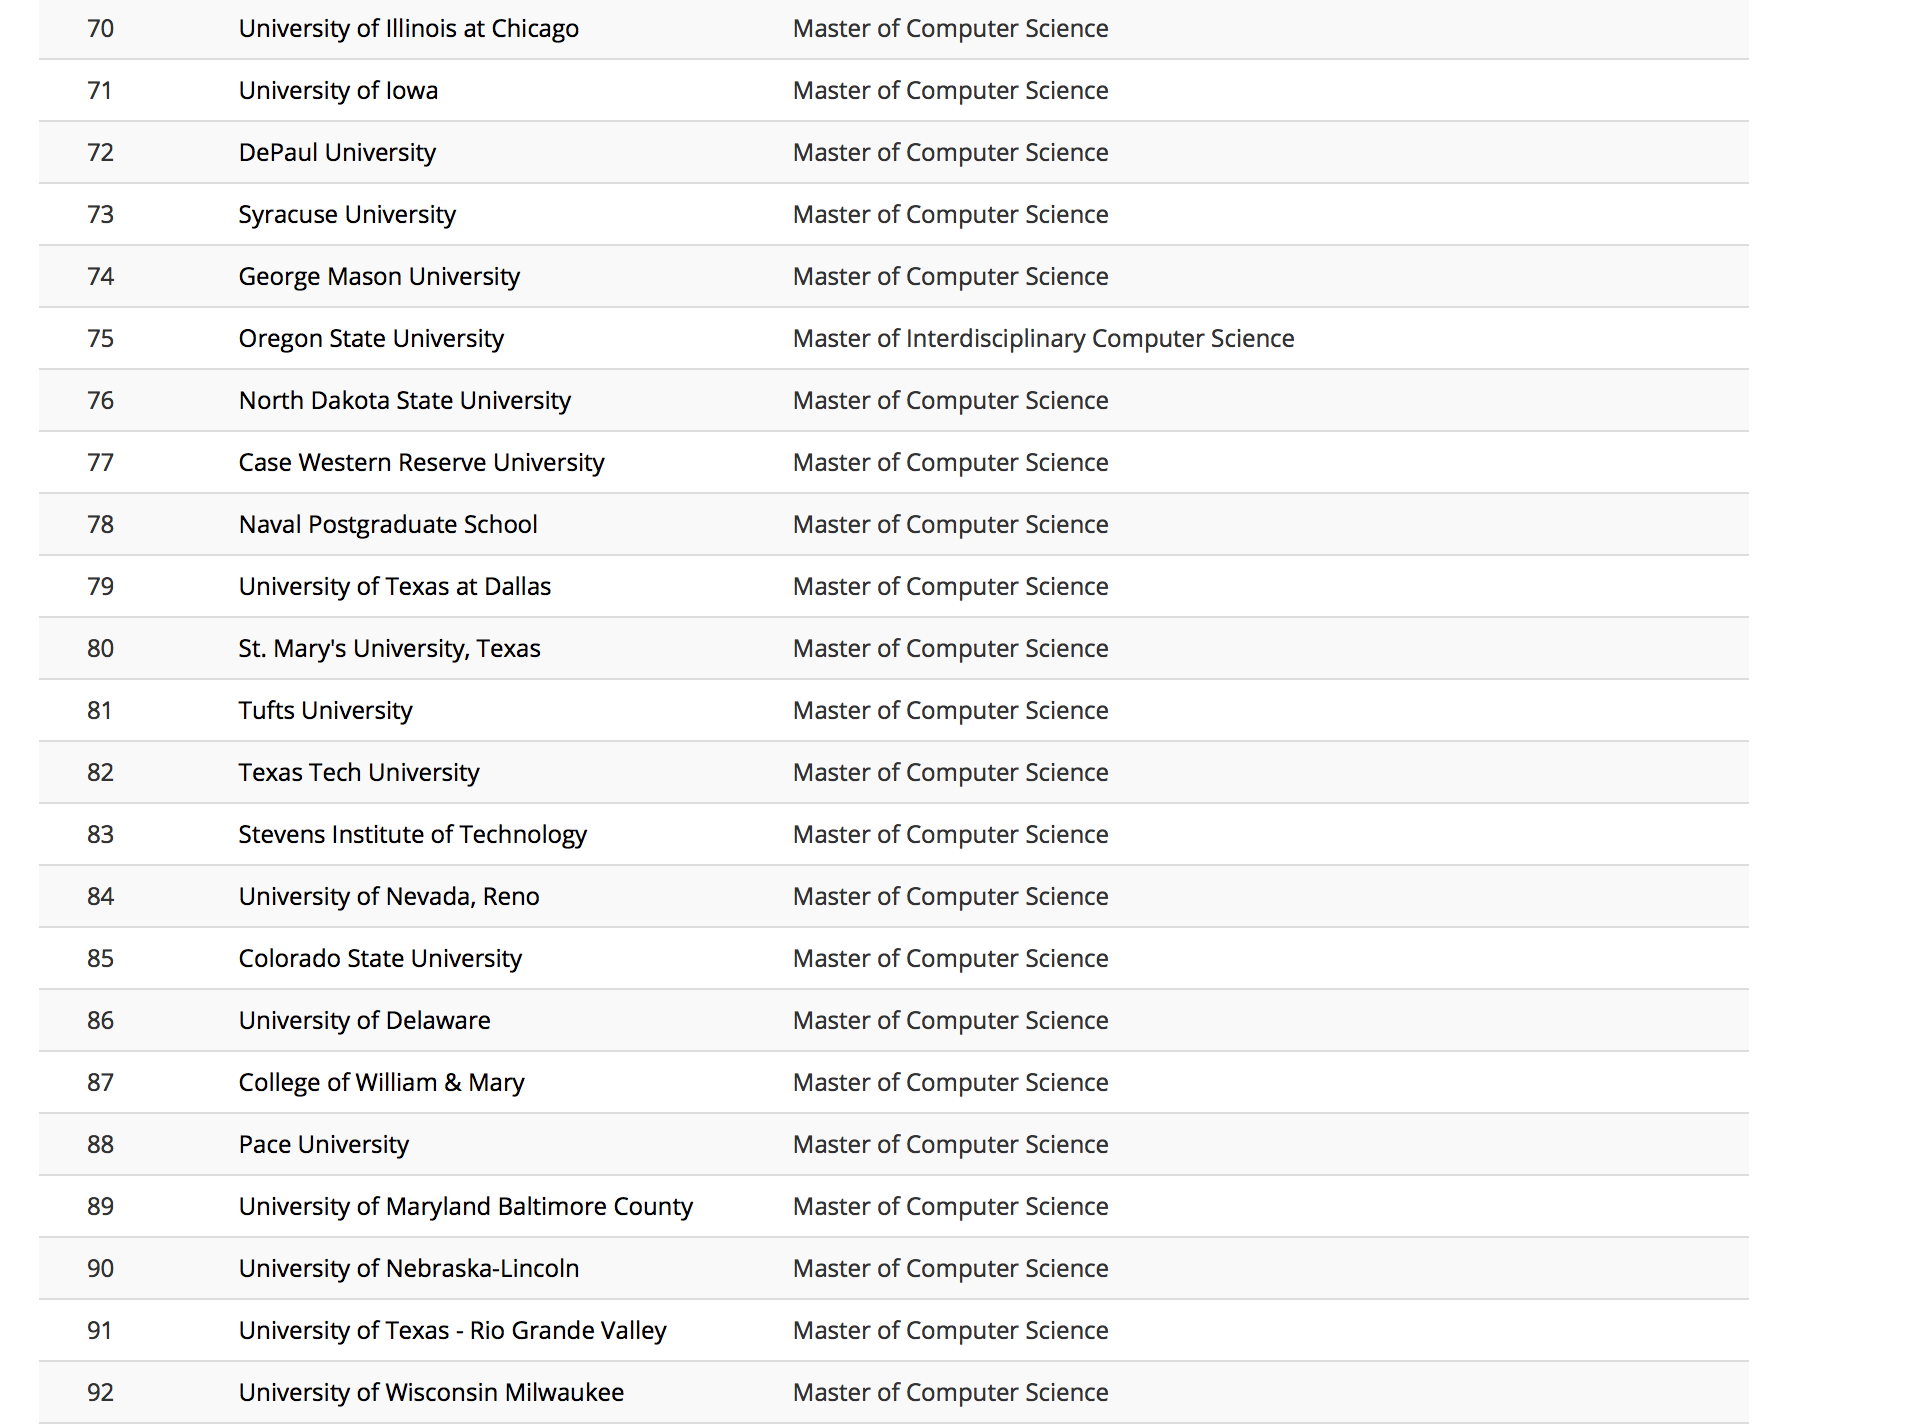 70 University of Illinois at Chicago Master of Computer Science
71 University of Iowa Master of Computer Science
72 DePaul University Master of Computer Science
73 Syracuse University Master of Computer Science
74 George Mason University Master of Computer Science
75 Oregon State University Master of Interdisciplinary Computer Science
76 North Dakota State University Master of Computer Science
77 Case Western Reserve University Master of Computer Science
78 Naval Postgraduate School Master of Computer Science
79 University of Texas at Dallas Master of Computer Science
80 St. Mary's University, Texas Master of Computer Science
81 Tufts University Master of Computer Science
82 Texas Tech University Master of Computer Science
83 Stevens Institute of Technology Master of Computer Science
84 University of Nevada, Reno Master of Computer Science
85 Colorado State University Master of Computer Science
86 University of Delaware Master of Computer Science
87 College of William & Mary Master of Computer Science
88 Pace University Master of Computer Science
89 University of Maryland Baltimore County Master of Computer Science
90 University of Nebraska-Lincoln Master of Computer Science
91 University of Texas - Rio Grande Valley Master of Computer Science
92 University of Wisconsin Milwaukee Master of Computer Science